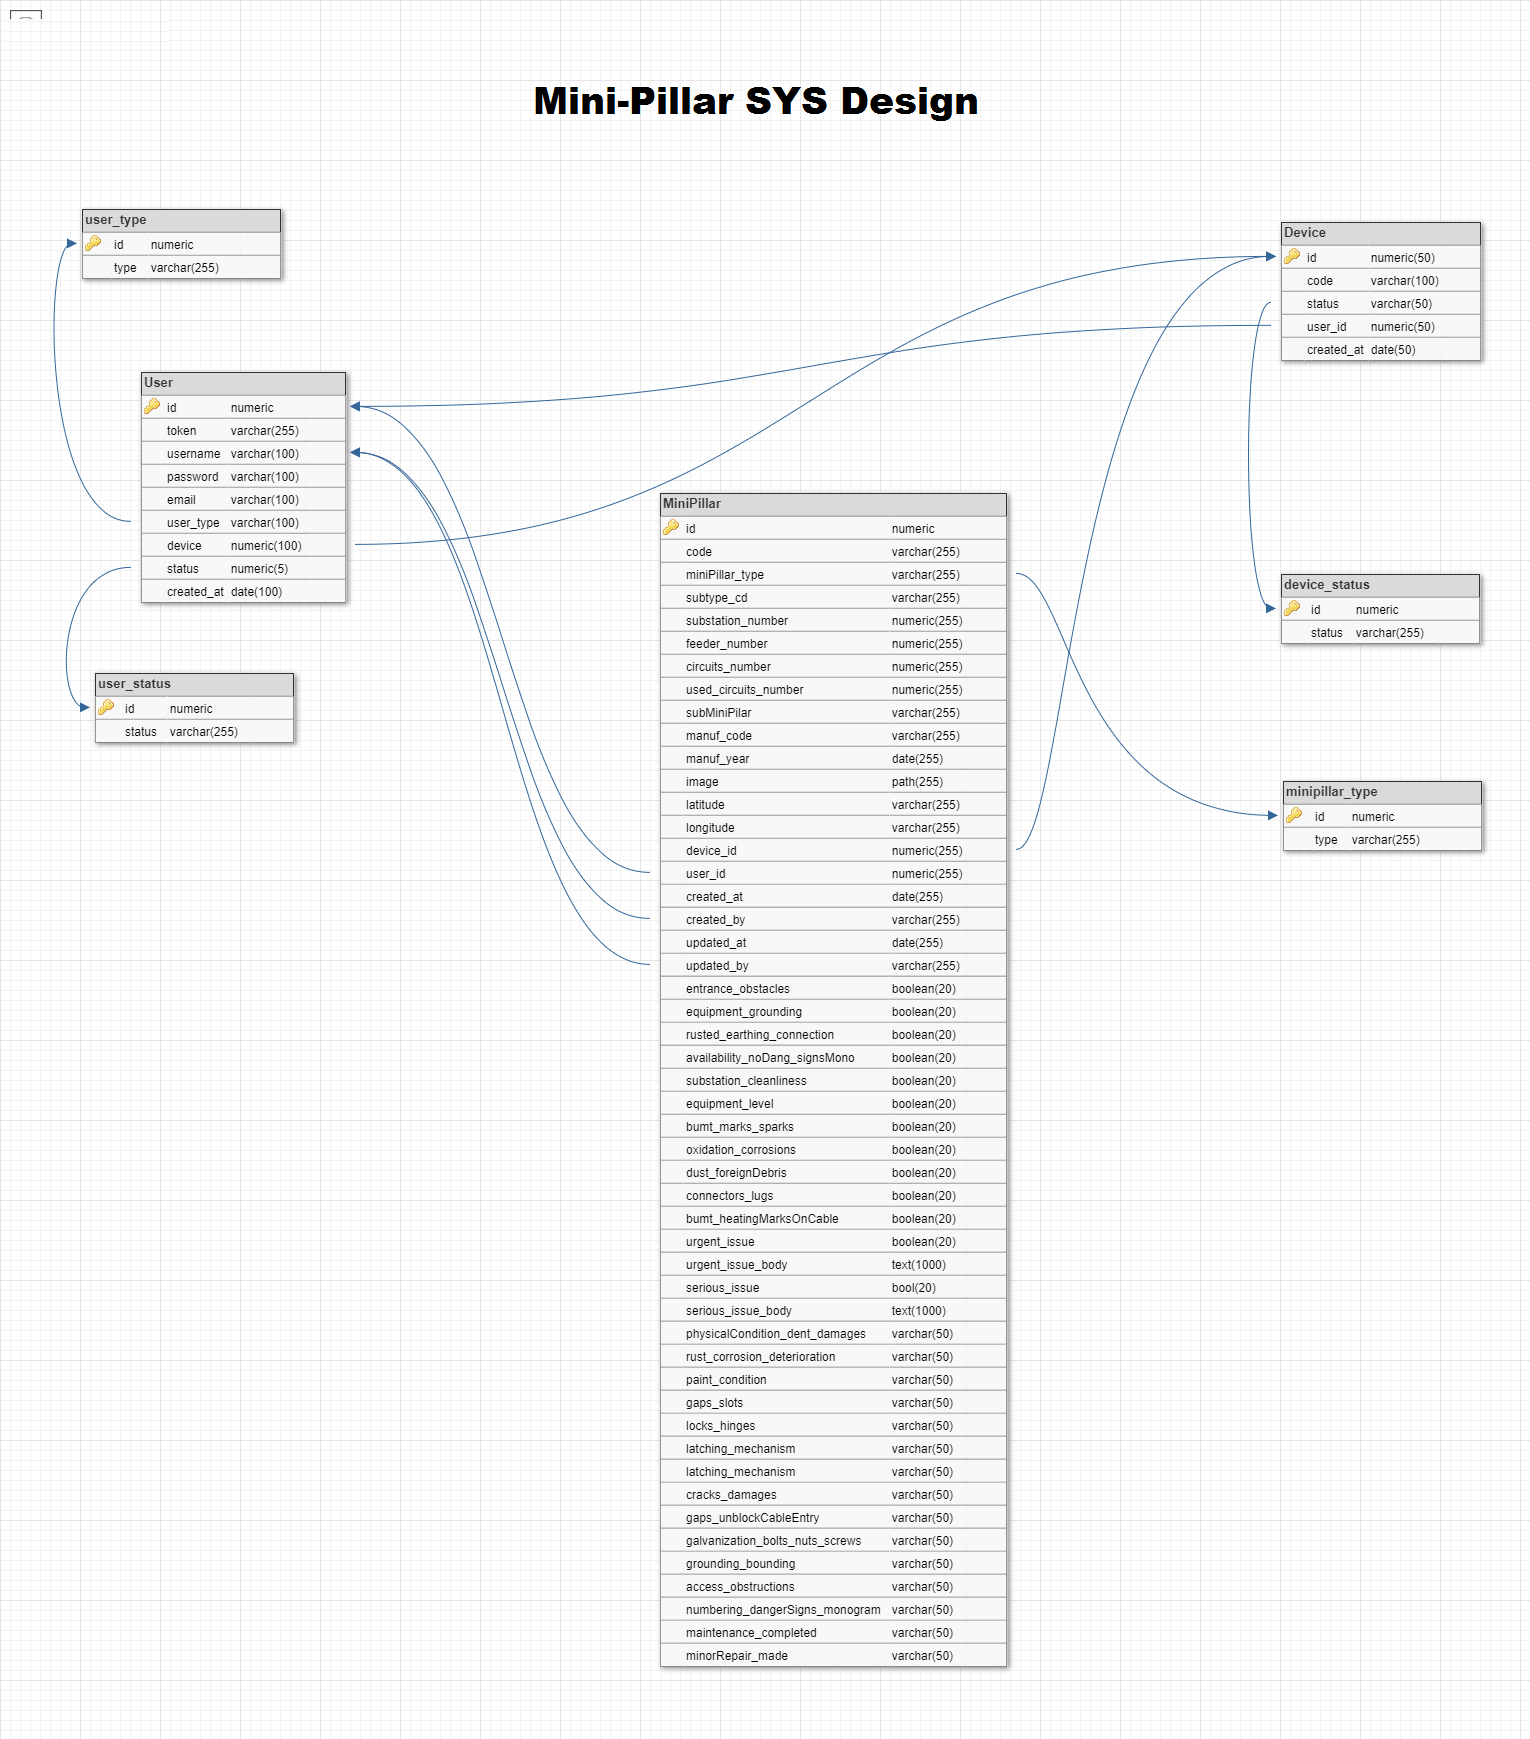 Mini-Pillar SYS Design
user_type
id numeric
type varchar(255)
Device
id numeric(50)
code varchar(100)
status varchar(50)
user_id numeric(50)
created_at date(50)
User
id numeric
token varchar(255)
username varchar(100)
password varchar(100)
email varchar(100)
user_type varchar(100)
device numeric(100)
status numeric(5)
created_at date(100)
MiniPillar
id numeric
code varchar(255)
miniPillar_type varchar(255)
subtype_cd varchar(255)
substation_number numeric(255)
feeder_number numeric(255)
circuits_number numeric(255)
used_circuits_number numeric(255)
subMiniPilar varchar(255)
manuf_code varchar(255)
manuf_year date(255)
image path(255)
latitude varchar(255)
longitude varchar(255)
device_id numeric(255)
user_id numeric(255)
created_at date(255)
created_by varchar(255)
updated_at date(255)
updated_by varchar(255)
entrance_obstacles boolean(20)
equipment_grounding boolean(20)
rusted_earthing_connection boolean(20)
availability_noDang_signsMono boolean(20)
substation_cleanliness boolean(20)
equipment_level boolean(20)
bumt_marks_sparks boolean(20)
oxidation_corrosions boolean(20)
dust_foreignDebris boolean(20)
connectors_lugs boolean(20)
bumt_heatingMarksOnCable boolean(20)
urgent_issue boolean(20)
urgent_issue_body text(1000)
serious_issue bool(20)
serious_issue_body text(1000)
physicalCondition_dent_damages varchar(50)
rust_corrosion_deterioration varchar(50)
paint_condition varchar(50)
gaps_slots varchar(50)
locks_hinges varchar(50)
latching_mechanism varchar(50)
latching_mechanism varchar(50)
cracks_damages varchar(50)
gaps_unblockCableEntry varchar(50)
galvanization_bolts_nuts_screws varchar(50)
grounding_bounding varchar(50)
access_obstructions varchar(50)
numbering_dangerSigns_monogram varchar(50)
maintenance_completed varchar(50)
minorRepair_made varchar(50)
device_status
id numeric
status varchar(255)
user_status
id numeric
status varchar(255)
minipillar_type
id numeric
type varchar(255)